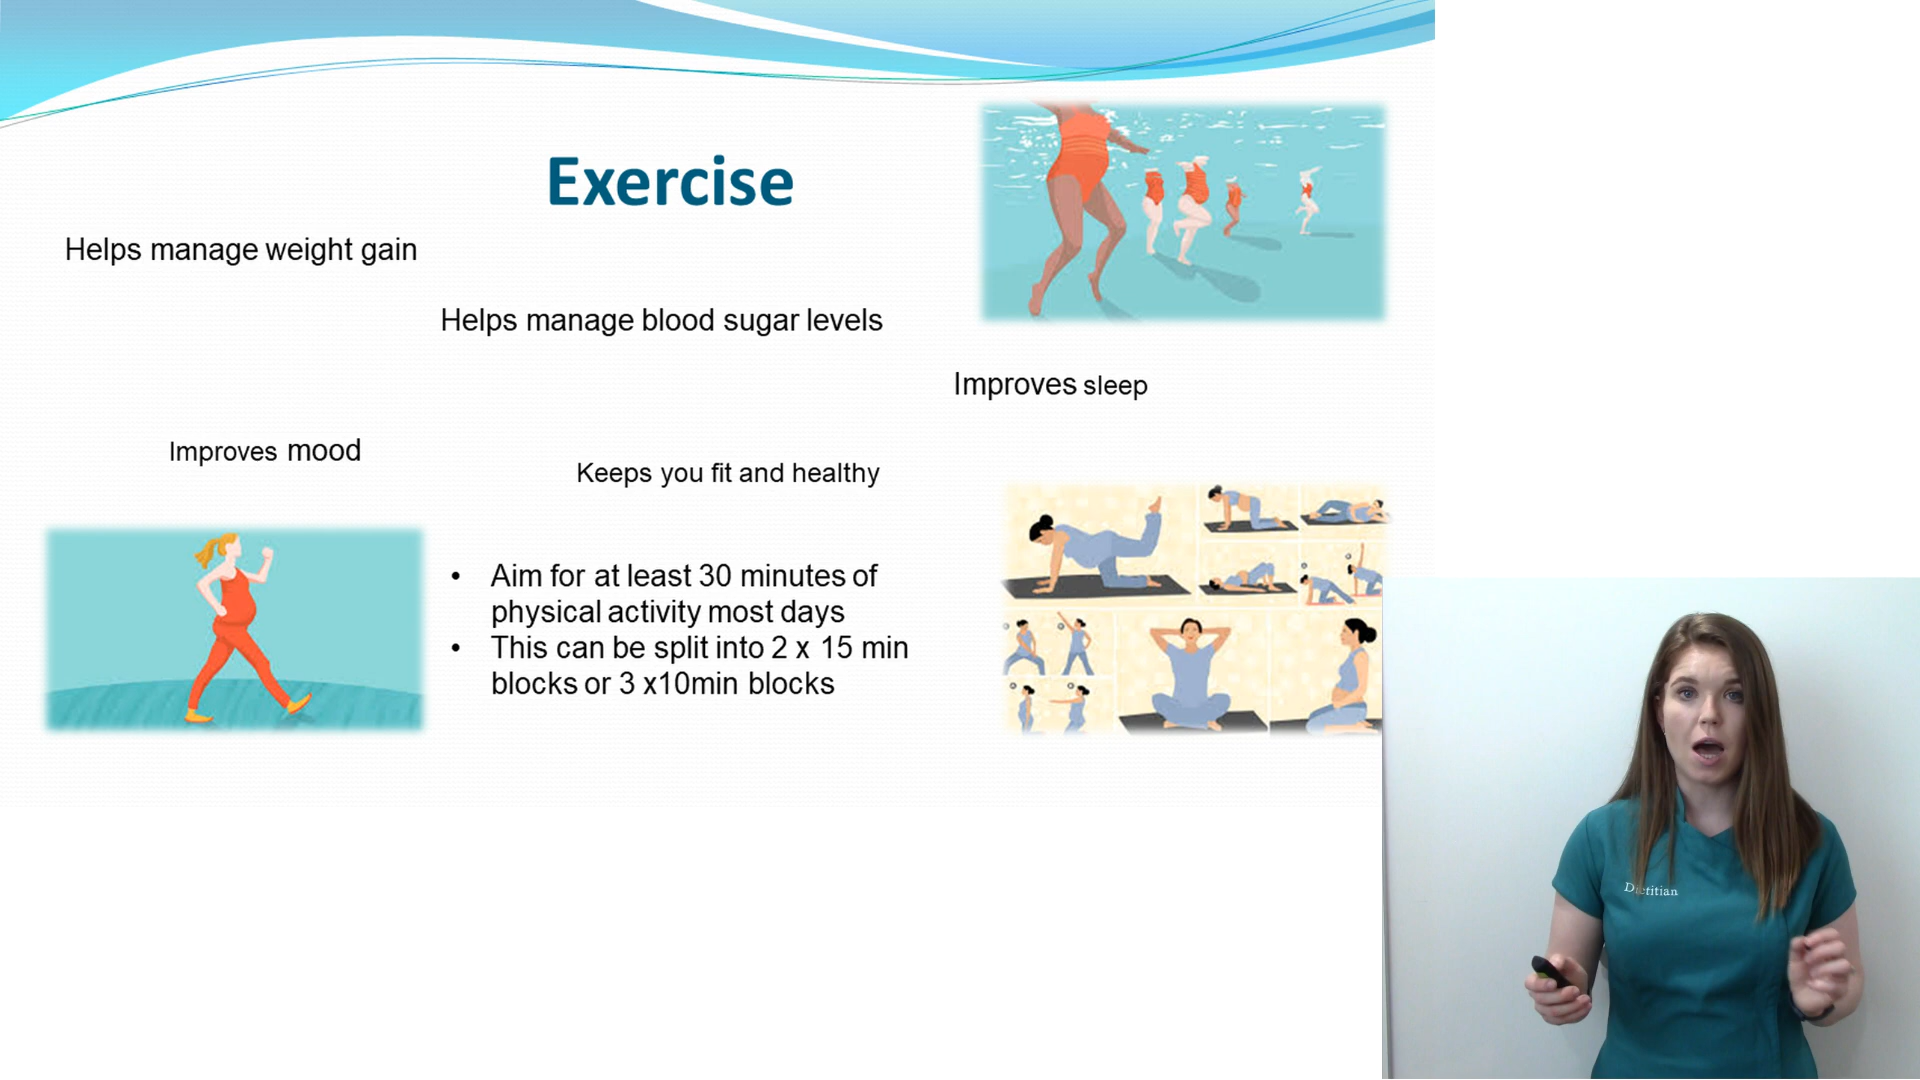 Exercise
Helps manage weight gain
Helps manage blood sugar levels
Improves sleep
Improves mood
Keeps you fit and healthy
• Aim for at least 30 minutes of
physical activity most days
• This can be split into 2 x 15 min
blocks or 3 x10min blocks
Dietitian